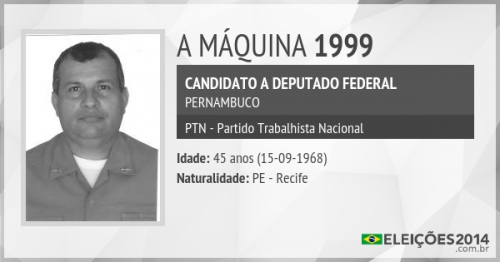 A MÁQUINA 1999
CANDIDATO A DEPUTADO FEDERAL
PERNAMBUCO
PTN - Partido Trabalhista Nacional
Idade: 45 anos (15-09-1968)
Naturalidade: PE - Recife
ELEIÇÕES2014
.com.br